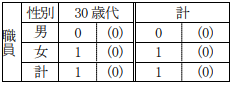 職員 性別 30歳代 計
男 0 (0) 0 (0)
女 1 (0) 1 (0)
計 1 (0) 1 (0)